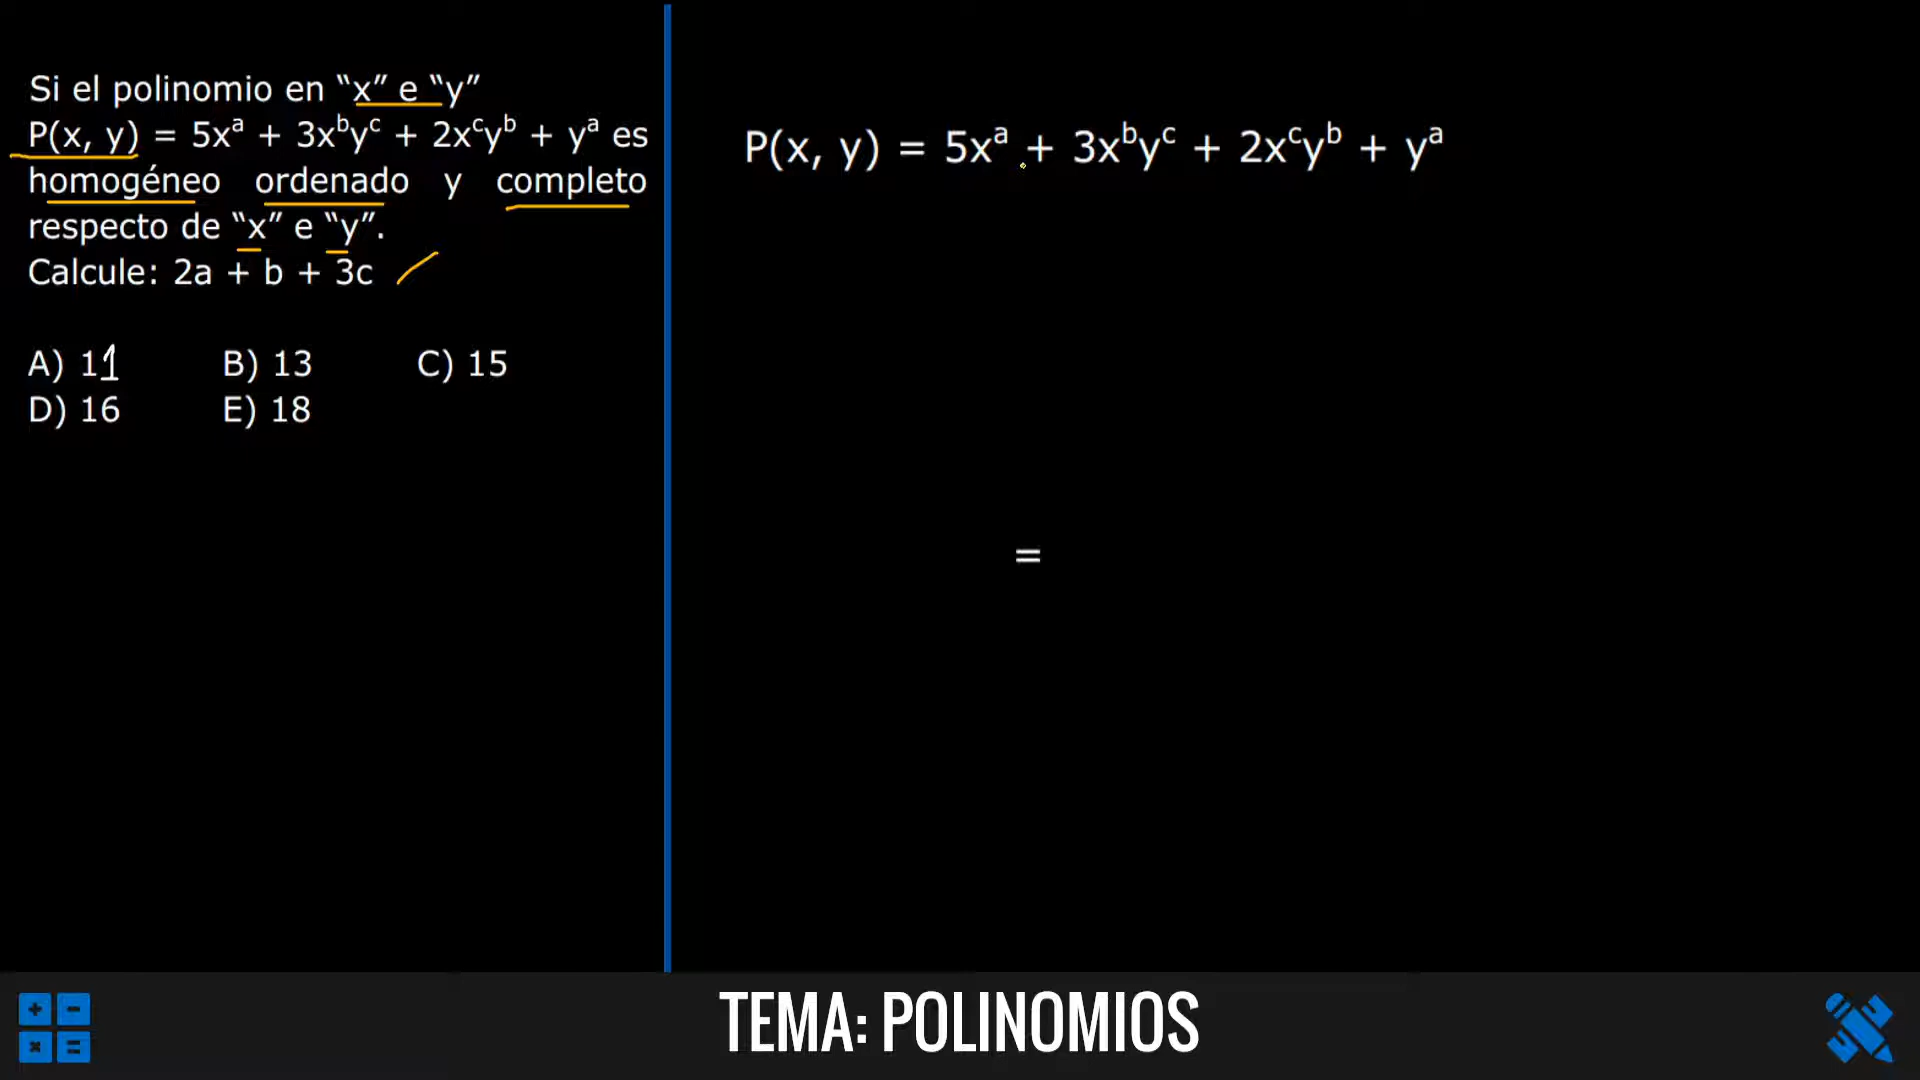 Si el polinomio en “x” e “y”
P(x, y) = 5xᵃ + 3xᵇyᶜ + 2xᶜyᵇ + yᵃ es
homogéneo ordenado y completo
respecto de “x” e “y”.
Calcule: 2a + b + 3c
A) 11 B) 13 C) 15
D) 16 E) 18
P(x, y) = 5xᵃ + 3xᵇyᶜ + 2xᶜyᵇ + yᵃ
=
TEMA: POLINOMIOS